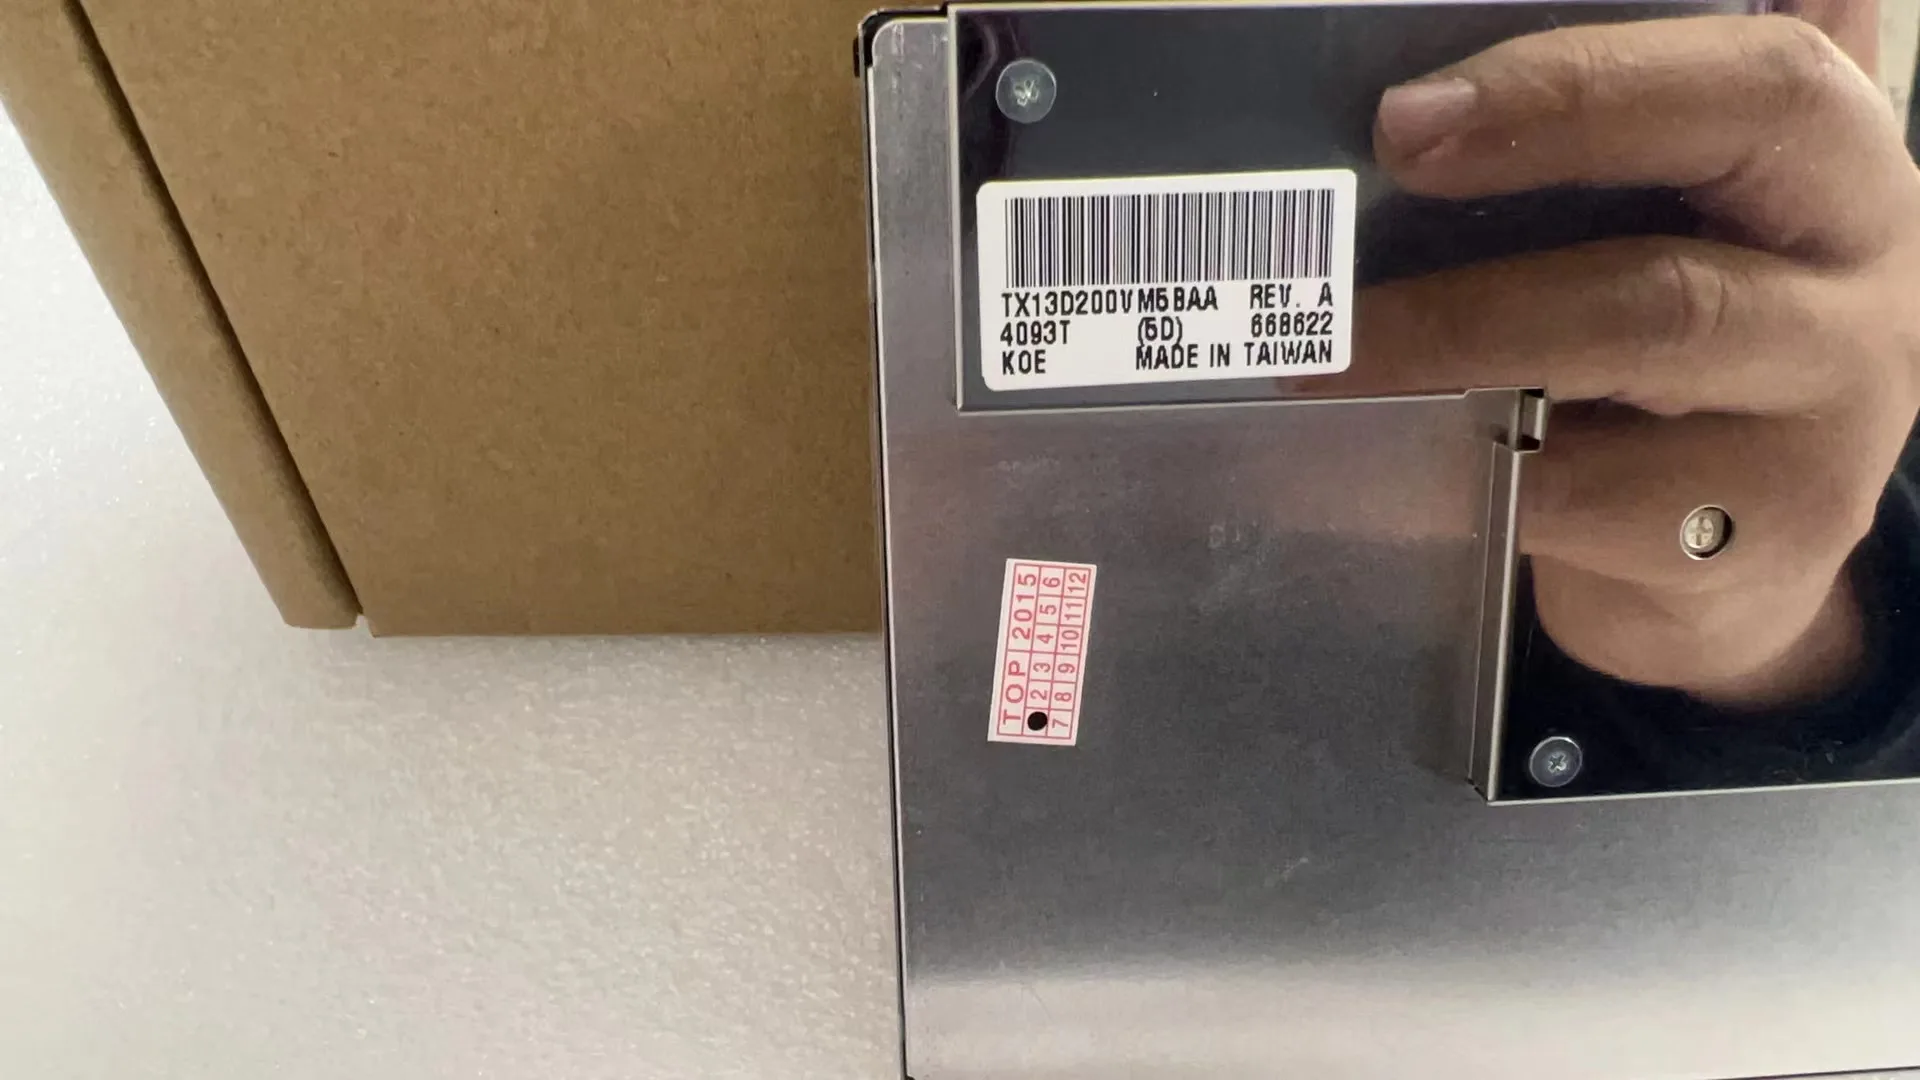 TX13D200VM5BAA REV. A
4093T (5D) 668622
KOE MADE IN TAIWAN
TOP 2015
2 3 4 5 6
7 8 9 10 11 12